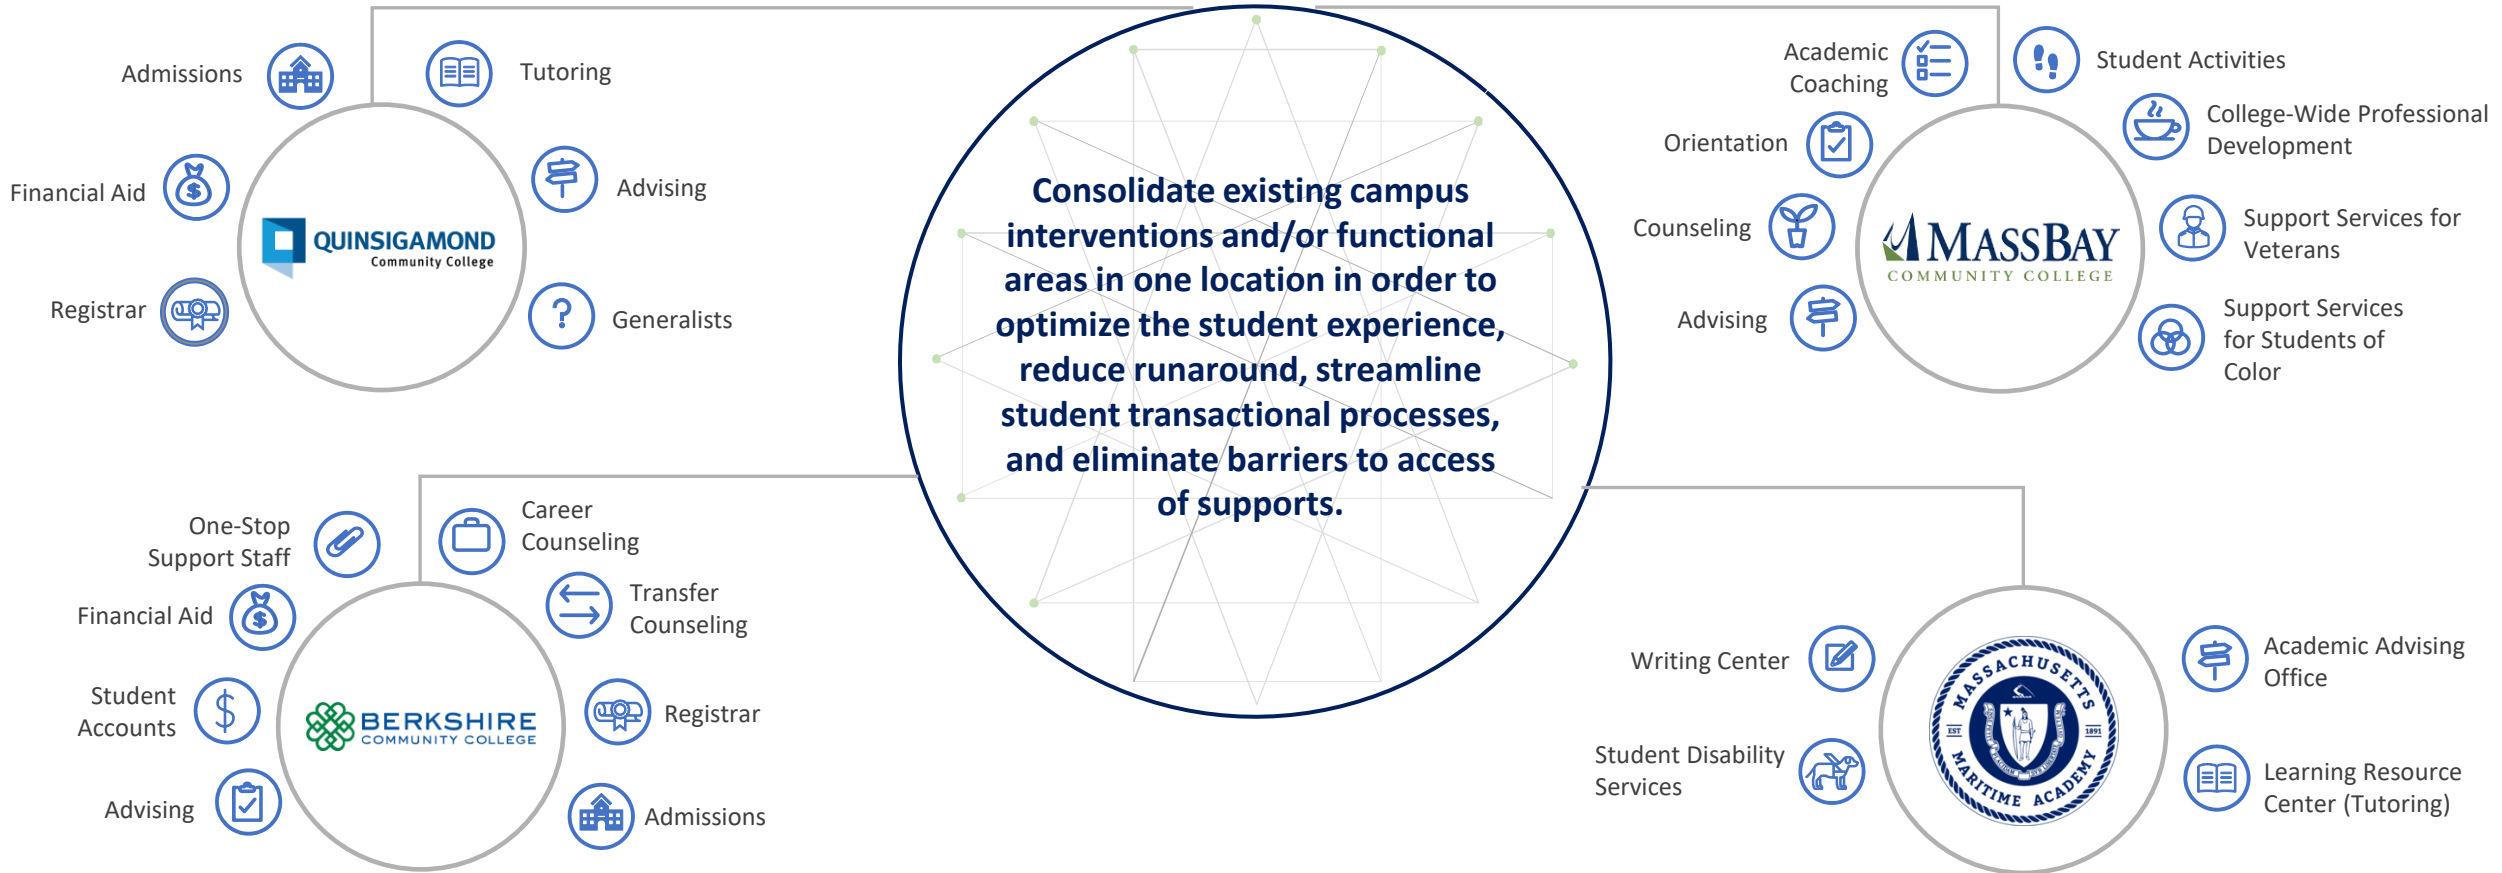 Admissions
Tutoring
Financial Aid
Advising
Registrar
Generalists
QUINSIGAMOND
Community College
Consolidate existing campus
interventions and/or functional
areas in one location in order to
optimize the student experience,
reduce runaround, streamline
student transactional processes,
and eliminate barriers to access
of supports.
Academic
Coaching
Student Activities
Orientation
College-Wide Professional
Development
Counseling
Support Services for
Veterans
Advising
Support Services
for Students of
Color
MASSBAY
COMMUNITY COLLEGE
One-Stop
Support Staff
Career
Counseling
Financial Aid
Transfer
Counseling
Student
Accounts
Registrar
Advising
Admissions
BERKSHIRE
COMMUNITY COLLEGE
Writing Center
Academic Advising
Office
Student Disability
Services
Learning Resource
Center (Tutoring)
MASSACHUSETTS
MARITIME ACADEMY
EST
1891